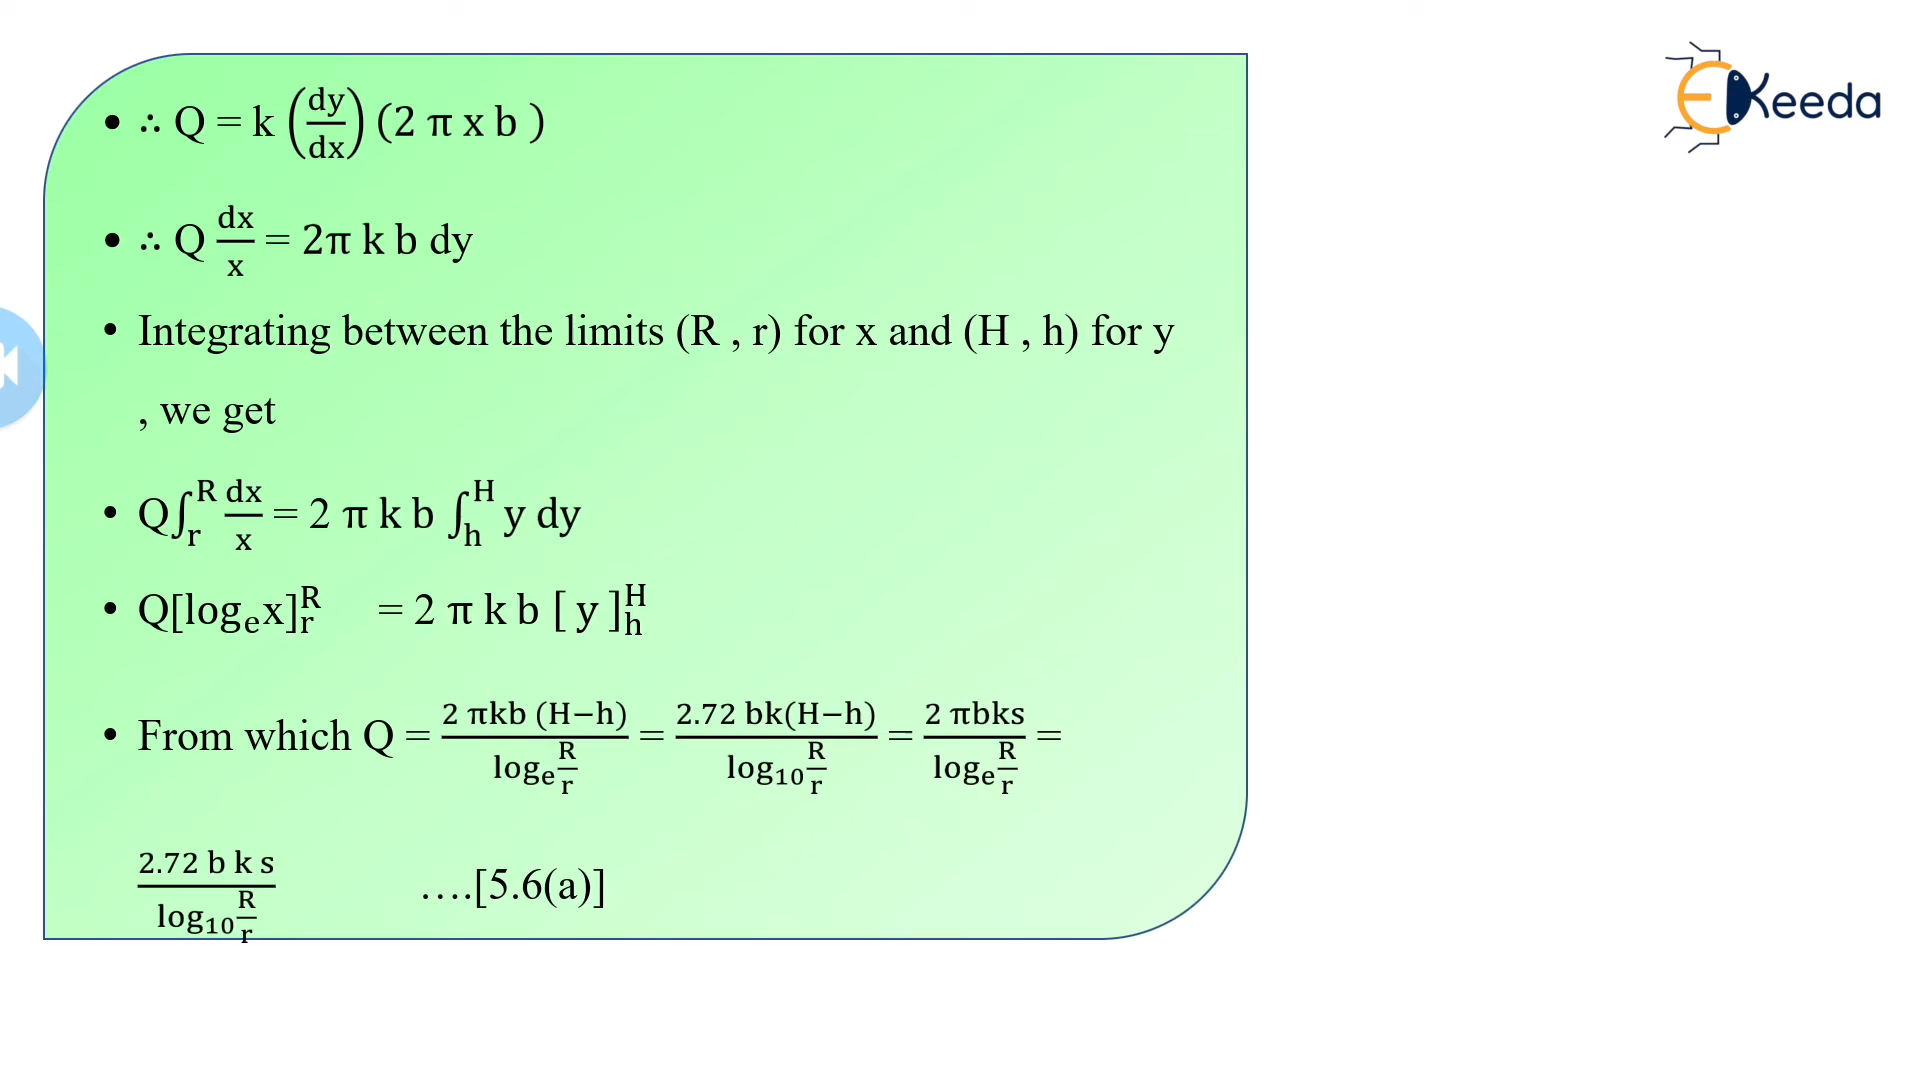 • ∴ Q = k (dy/dx) (2 π x b )
• ∴ Q dx/x = 2π k b dy
• Integrating between the limits (R , r) for x and (H , h) for y
, we get
• Q∫_r^R dx/x = 2 π k b ∫_h^H y dy
• Q[log_e x]_r^R = 2 π k b [ y ]_h^H
• From which Q = 2 πkb (H−h)/log_e R/r = 2.72 bk(H−h)/log_10 R/r = 2 πbks/log_e R/r =
2.72 b k s/log_10 R/r ....[5.6(a)]
EKeeda